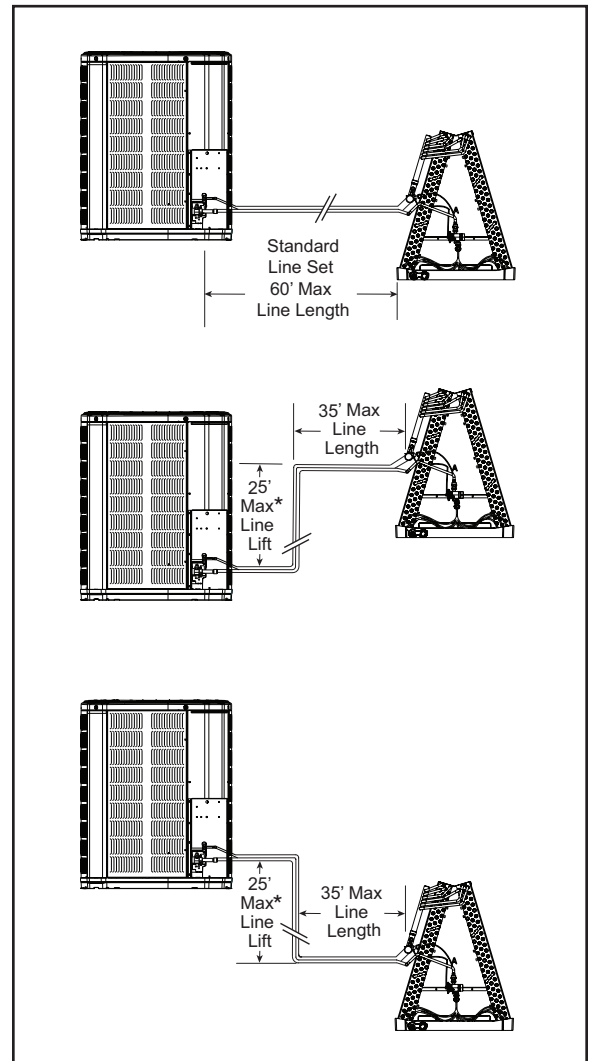 Standard
Line Set
60' Max
Line Length
35' Max
Line
Length
25'
Max*
Line
Lift
A
25'
Max*
Line
Lift
35' Max
Line
Length
A